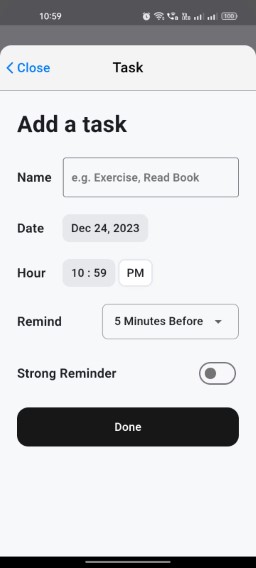 10:59
100
Close
Task
Add a task
Name
e.g. Exercise, Read Book
Date
Dec 24, 2023
Hour
10 : 59
PM
Remind
5 Minutes Before
Strong Reminder
Done